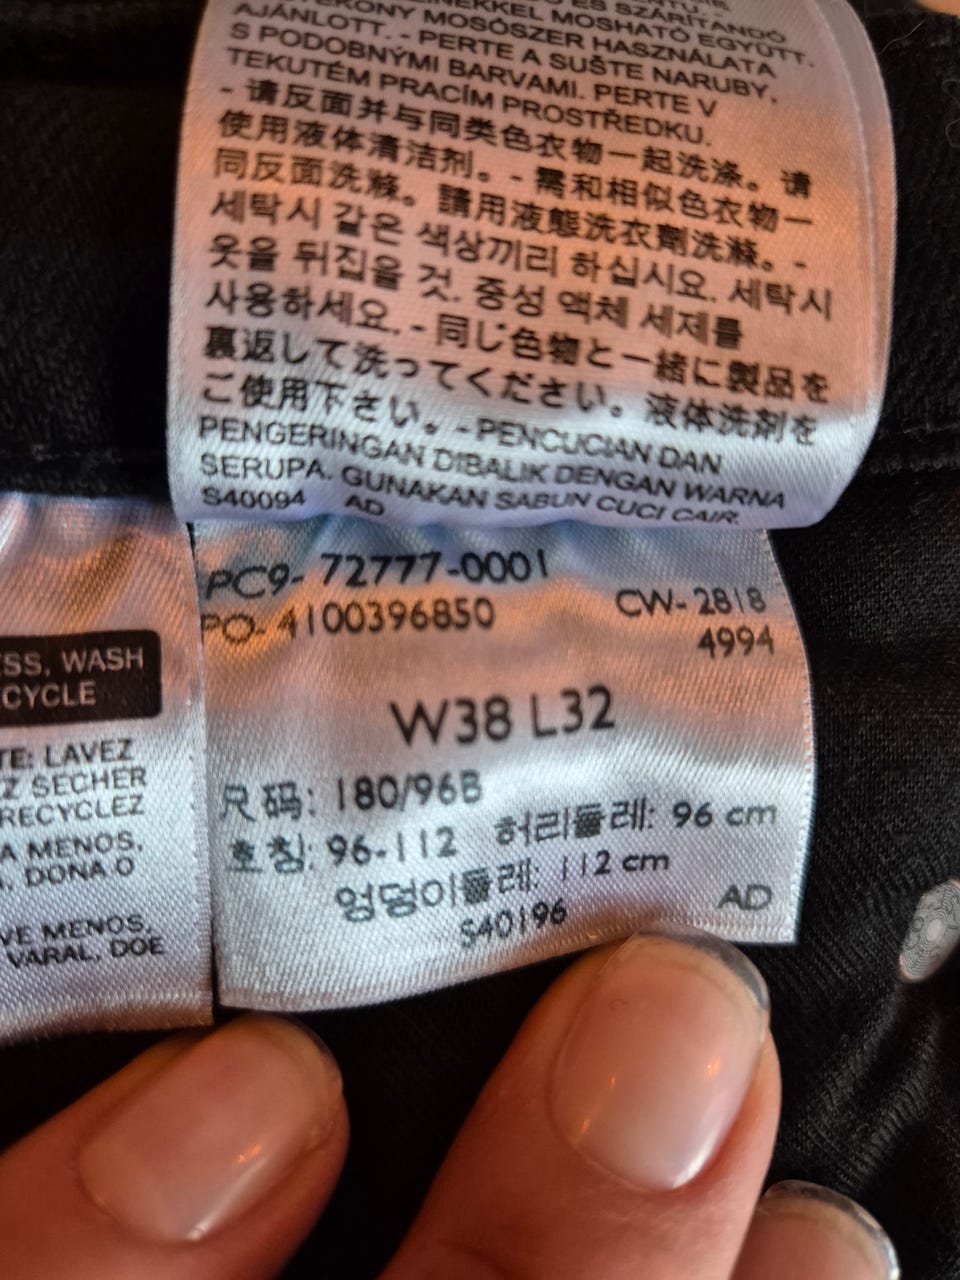 ÉS SZÁRÍTANDÓ
MOSHATÓ EGYÜTT.
AJÁNLOTT. - PERTE A SUŠTE NARUBY,
MOSÓSZER HASZNÁLATA
S PODOBNÝMI BARVAMI. PERTE V
TEKUTÉM PRACÍM PROSTŘEDKU.
- 请反面并与同类色衣物一起洗涤。请
使用液体清洁剂。- 需和相似色衣物一
同反面洗滌。請用液態洗衣劑洗滌。-
세탁시 같은 색상끼리 하십시요. 세탁시
옷을 뒤집을 것. 중성 액체 세제를
사용하세요. - 同じ色物と一緒に製品を
裏返して洗ってください。液体洗剤を
ご使用下さい。- PENCUCIAN DAN
PENGERINGAN DIBALIK DENGAN WARNA
SERUPA. GUNAKAN SABUN CUCI CAIR.
S40094 AD
PC9- 72777-0001
PO- 4100396850
CW- 2818
4994
W38 L32
尺码: 180/96B
호칭: 96-112 허리둘레: 96 cm
엉덩이둘레: 112 cm
S40196
AD
ESS, WASH
CYCLE
TE: LAVEZ
Z SECHER
RECYCLEZ
A MENOS,
DONA O
VE MENOS,
VARAL, DOE